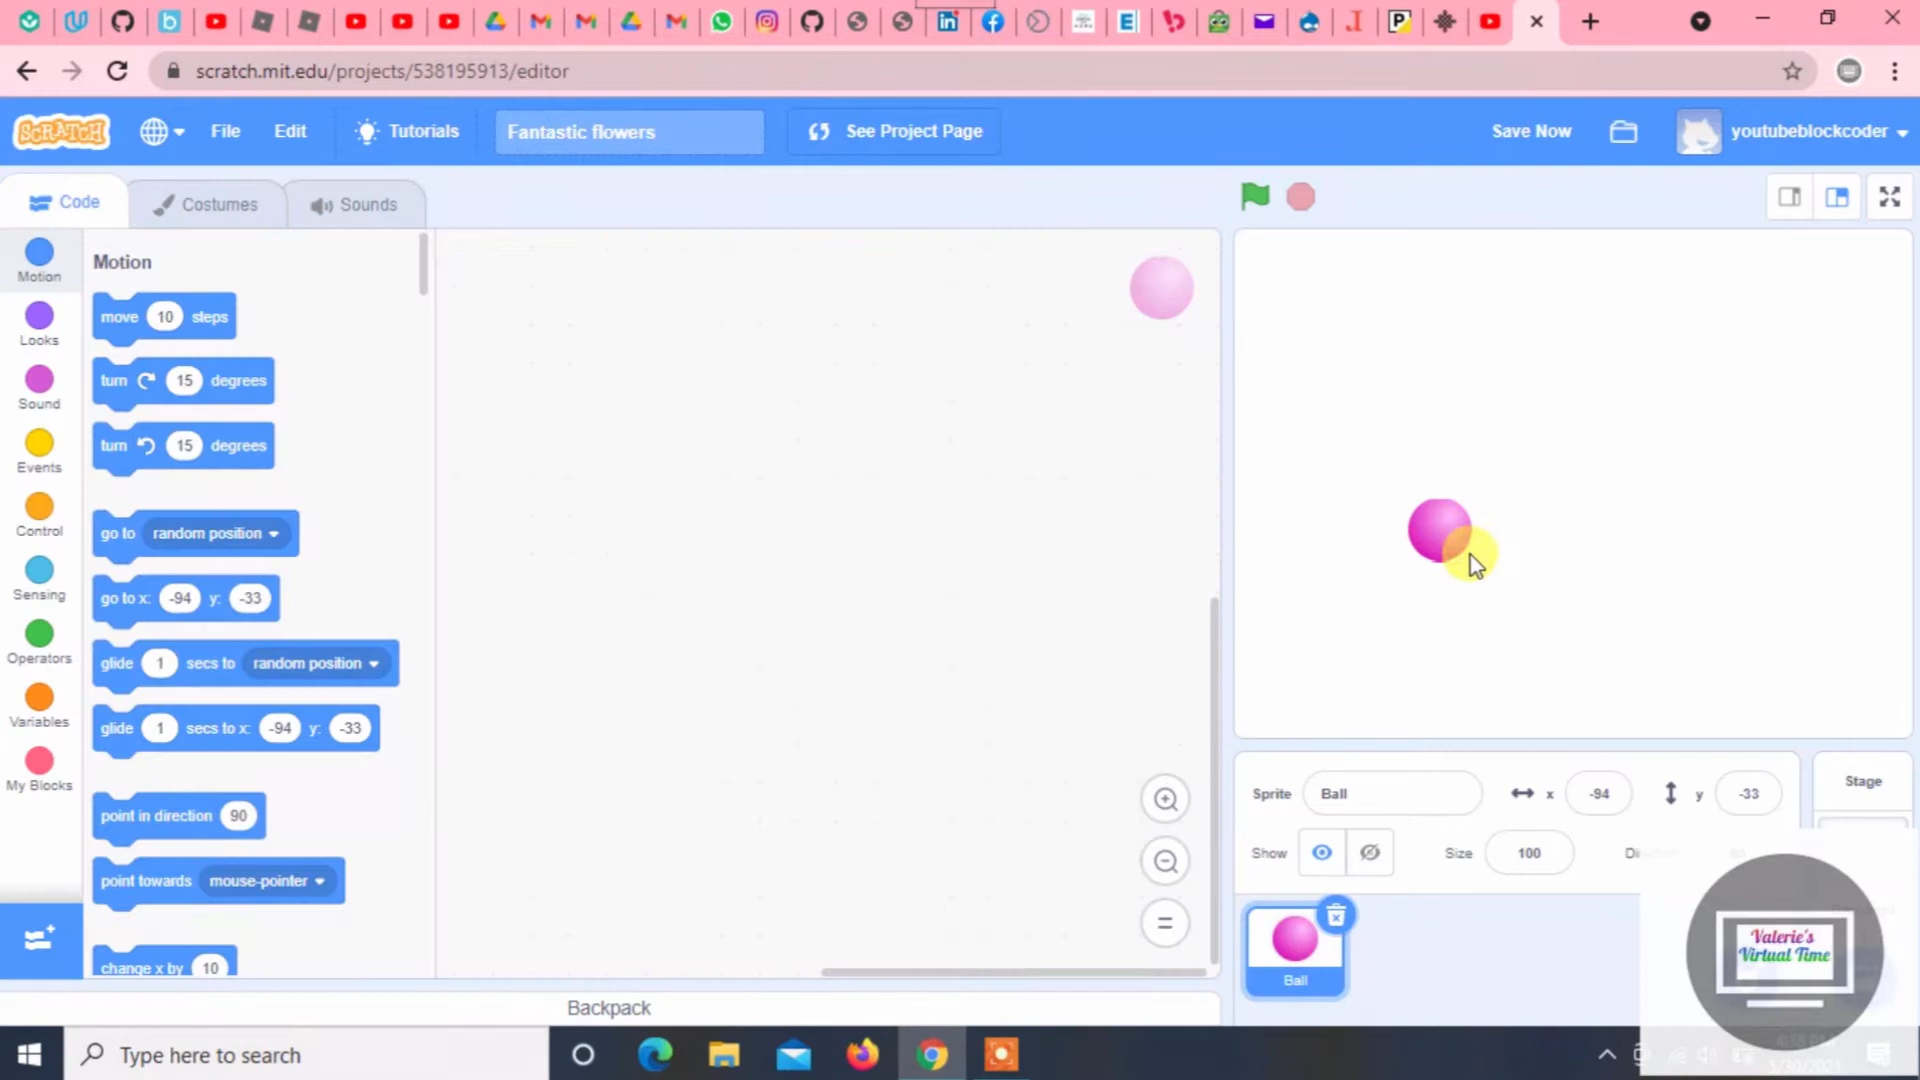 scratch.mit.edu/projects/538195913/editor
SCRATCH
File
Edit
Tutorials
Fantastic flowers
See Project Page
Save Now
youtubeblockcoder
Code
Costumes
Sounds
Motion
Looks
Sound
Events
Control
Sensing
Operators
Variables
My Blocks
Motion
move 10 steps
turn 15 degrees
turn 15 degrees
go to random position
go to x: -94 y: -33
glide 1 secs to random position
glide 1 secs to x: -94 y: -33
point in direction 90
point towards mouse-pointer
change x by 10
Backpack
Sprite Ball x -94 y -33
Show Size 100
Ball
Stage
Valerie's
Virtual Time
Type here to search